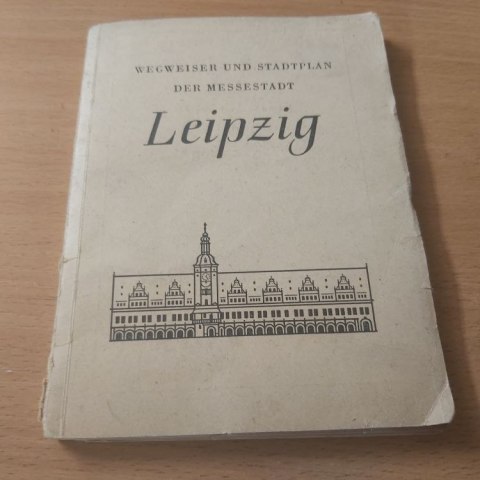 WEGWEISER UND STADTPLAN
DER MESSESTADT
Leipzig